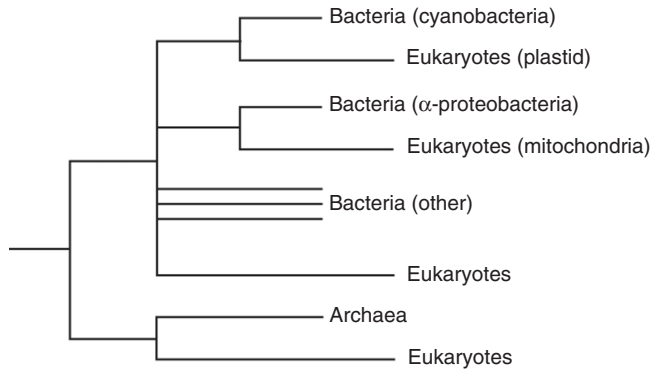 Bacteria (cyanobacteria)
Eukaryotes (plastid)
Bacteria (α-proteobacteria)
Eukaryotes (mitochondria)
Bacteria (other)
Eukaryotes
Archaea
Eukaryotes